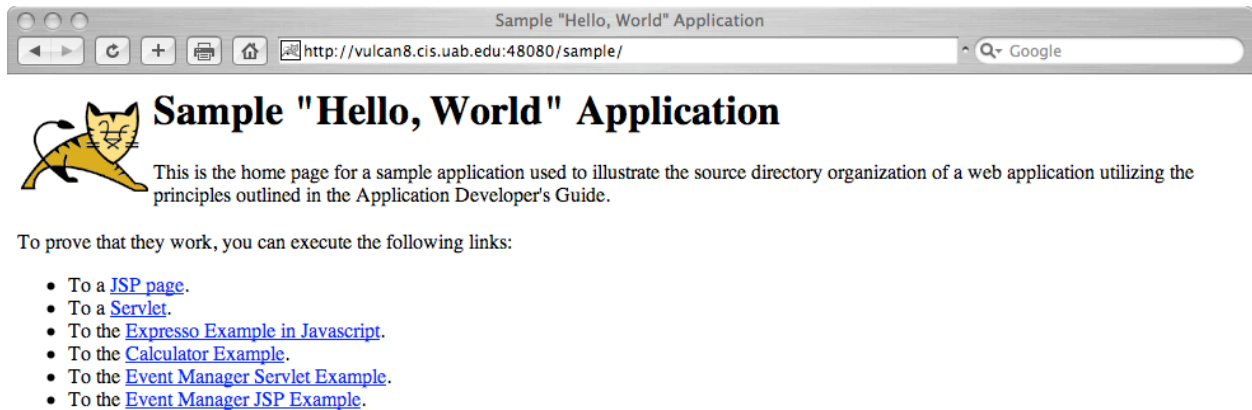 Sample "Hello, World" Application
http://vulcan8.cis.uab.edu:48080/sample/
Google
Sample "Hello, World" Application
This is the home page for a sample application used to illustrate the source directory organization of a web application utilizing the
principles outlined in the Application Developer's Guide.
To prove that they work, you can execute the following links:
• To a JSP page.
• To a Servlet.
• To the Expresso Example in Javascript.
• To the Calculator Example.
• To the Event Manager Servlet Example.
• To the Event Manager JSP Example.